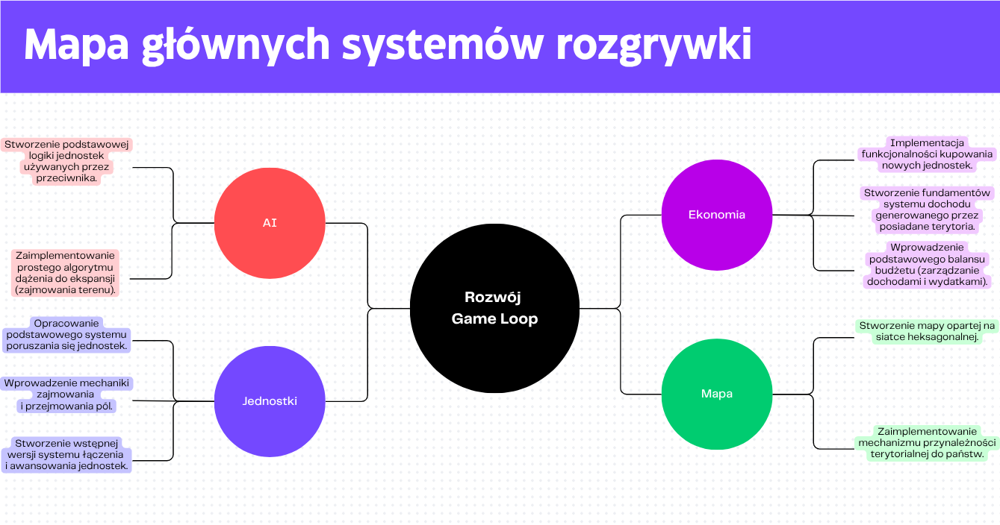 Mapa głównych systemów rozgrywki
Stworzenie podstawowej
logiki jednostek
używanych przez
przeciwnika.
AI
Zaimplementowanie
prostego algorytmu
dążenia do ekspansji
(zajmowania terenu).
Opracowanie
podstawowego systemu
poruszania się jednostek.
Wprowadzenie mechaniki
zajmowania
i przejmowania pól.
Jednostki
Stworzenie wstępnej
wersji systemu łączenia
i awansowania jednostek.
Rozwój
Game Loop
Implementacja
funkcjonalności kupowania
nowych jednostek.
Ekonomia
Stworzenie fundamentów
systemu dochodu
generowanego przez
posiadane terytoria.
Wprowadzenie
podstawowego balansu
budżetu (zarządzanie
dochodami i wydatkami).
Stworzenie mapy opartej na
siatce heksagonalnej.
Mapa
Zaimplementowanie
mechanizmu przynależności
terytorialnej do państw.